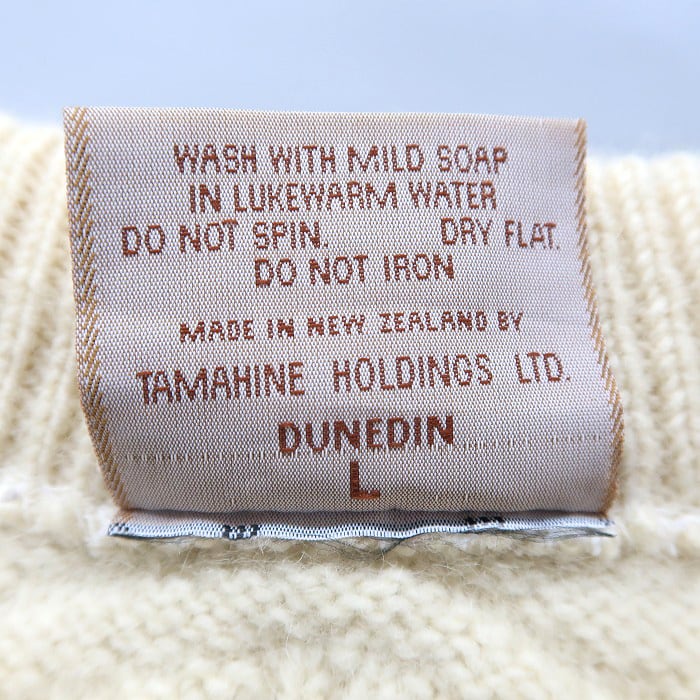 WASH WITH MILD SOAP
IN LUKEWARM WATER
DO NOT SPIN. DRY FLAT.
DO NOT IRON
MADE IN NEW ZEALAND BY
TAMAHINE HOLDINGS LTD.
DUNEDIN
L